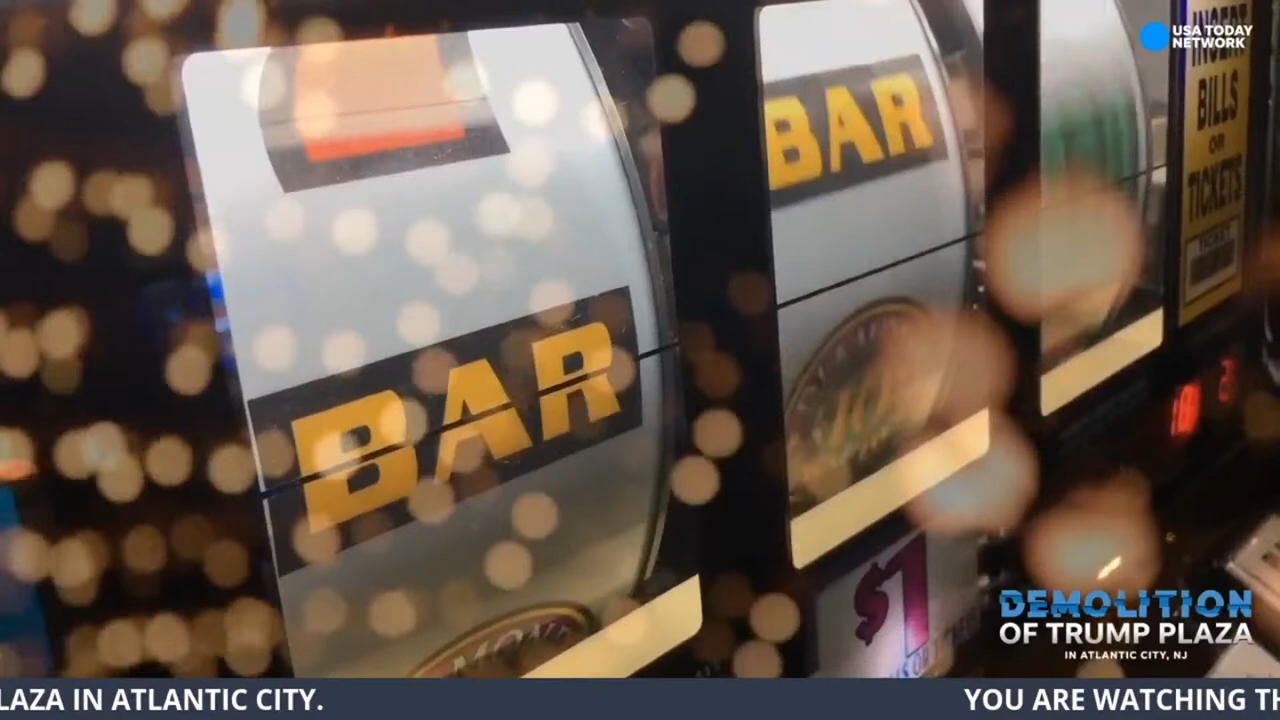 USA TODAY
NETWORK
INSERT
BILLS
OR
TICKETS
BAR
BAR
$1
DEMOLITION
OF TRUMP PLAZA
IN ATLANTIC CITY, NJ
LAZA IN ATLANTIC CITY.
YOU ARE WATCHING TH